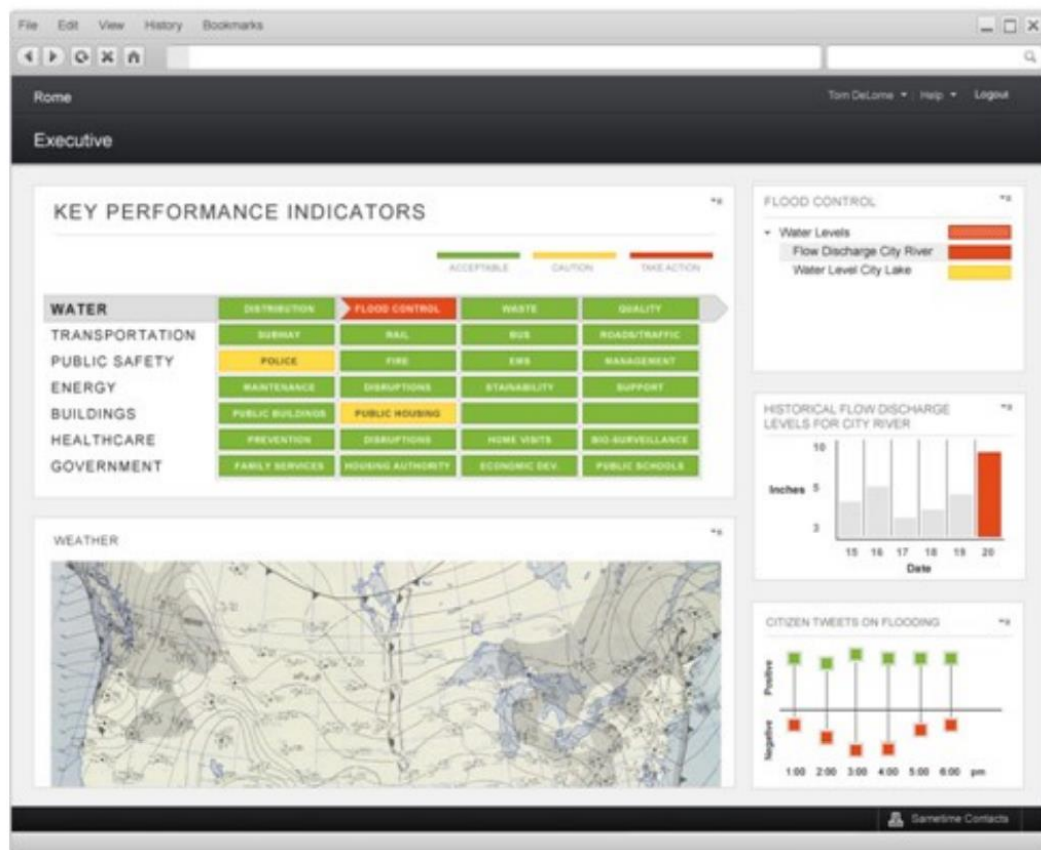 File Edit View History Bookmarks
Rome
Tom DeLorme Help Logout
Executive
KEY PERFORMANCE INDICATORS
ACCEPTABLE CAUTION TAKE ACTION
WATER DISTRIBUTION FLOOD CONTROL WASTE QUALITY
TRANSPORTATION SUBWAY RAIL BUS ROADS/TRAFFIC
PUBLIC SAFETY POLICE FIRE EMS MANAGEMENT
ENERGY MAINTENANCE DISRUPTIONS STAINABILITY SUPPORT
BUILDINGS PUBLIC BUILDINGS PUBLIC HOUSING
HEALTHCARE PREVENTION DISRUPTIONS HOME VISITS BIO-SURVEILLANCE
GOVERNMENT FAMILY SERVICES HOUSING AUTHORITY ECONOMIC DEV. PUBLIC SCHOOLS
WEATHER
FLOOD CONTROL
Water Levels
Flow Discharge City River
Water Level City Lake
HISTORICAL FLOW DISCHARGE
LEVELS FOR CITY RIVER
10
Inches 5
3
15 16 17 18 19 20
Date
CITIZEN TWEETS ON FLOODING
Positive
Negative
1:00 2:00 3:00 4:00 5:00 6:00 pm
Sametime Contacts